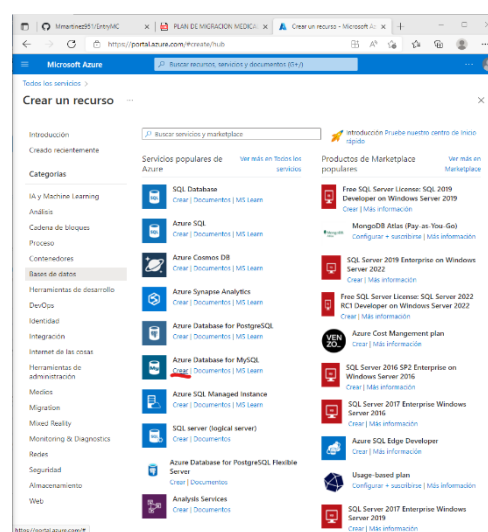 Mmartinez951/EntryMC
PLAN DE MIGRACION MEDICA
Crear un recurso - Microsoft Az
https://portal.azure.com/#create/hub
Microsoft Azure
Buscar recursos, servicios y documentos (G+/)
Todos los servicios >
Crear un recurso ...
Introducción
Creado recientemente
Categorías
IA y Machine Learning
Análisis
Cadena de bloques
Proceso
Contenedores
Bases de datos
Herramientas de desarrollo
DevOps
Identidad
Integración
Internet de las cosas
Herramientas de
administración
Medios
Migration
Mixed Reality
Monitoring & Diagnostics
Redes
Seguridad
Almacenamiento
Web
Buscar servicios y marketplace
Introducción Pruebe nuestro centro de inicio
rápido
Servicios populares de
Azure
Ver más en Todos los
servicios
SQL Database
Crear | Documentos | MS Learn
Azure SQL
Crear | Documentos | MS Learn
Azure Cosmos DB
Crear | Documentos | MS Learn
Azure Synapse Analytics
Crear | Documentos | MS Learn
Azure Database for PostgreSQL
Crear | Documentos | MS Learn
Azure Database for MySQL
Crear | Documentos | MS Learn
Azure SQL Managed Instance
Crear | Documentos | MS Learn
SQL server (logical server)
Crear | Documentos | MS Learn
Azure Database for PostgreSQL Flexible
Server
Crear | Documentos
Analysis Services
Crear | Documentos
Productos de Marketplace
populares
Ver más en
Marketplace
Free SQL Server License: SQL 2019
Developer on Windows Server 2019
Crear | Más información
MongoDB Atlas (Pay-as-You-Go)
Configurar + suscribirse | Más información
SQL Server 2019 Enterprise on Windows
Server 2022
Crear | Más información
Free SQL Server License: SQL Server 2022
RC1 Developer on Windows Server 2022
Crear | Más información
VEN
ZO..
Azure Cost Mangement plan
Crear | Más información
SQL Server 2016 SP2 Enterprise on
Windows Server 2016
Crear | Más información
SQL Server 2017 Enterprise Windows
Server 2016
Crear | Más información
Azure SQL Edge Developer
Crear | Más información
Usage-based plan
Configurar + suscribirse | Más información
SQL Server 2017 Enterprise Windows
Server 2019
Crear | Más información
https://portal.azure.com/#